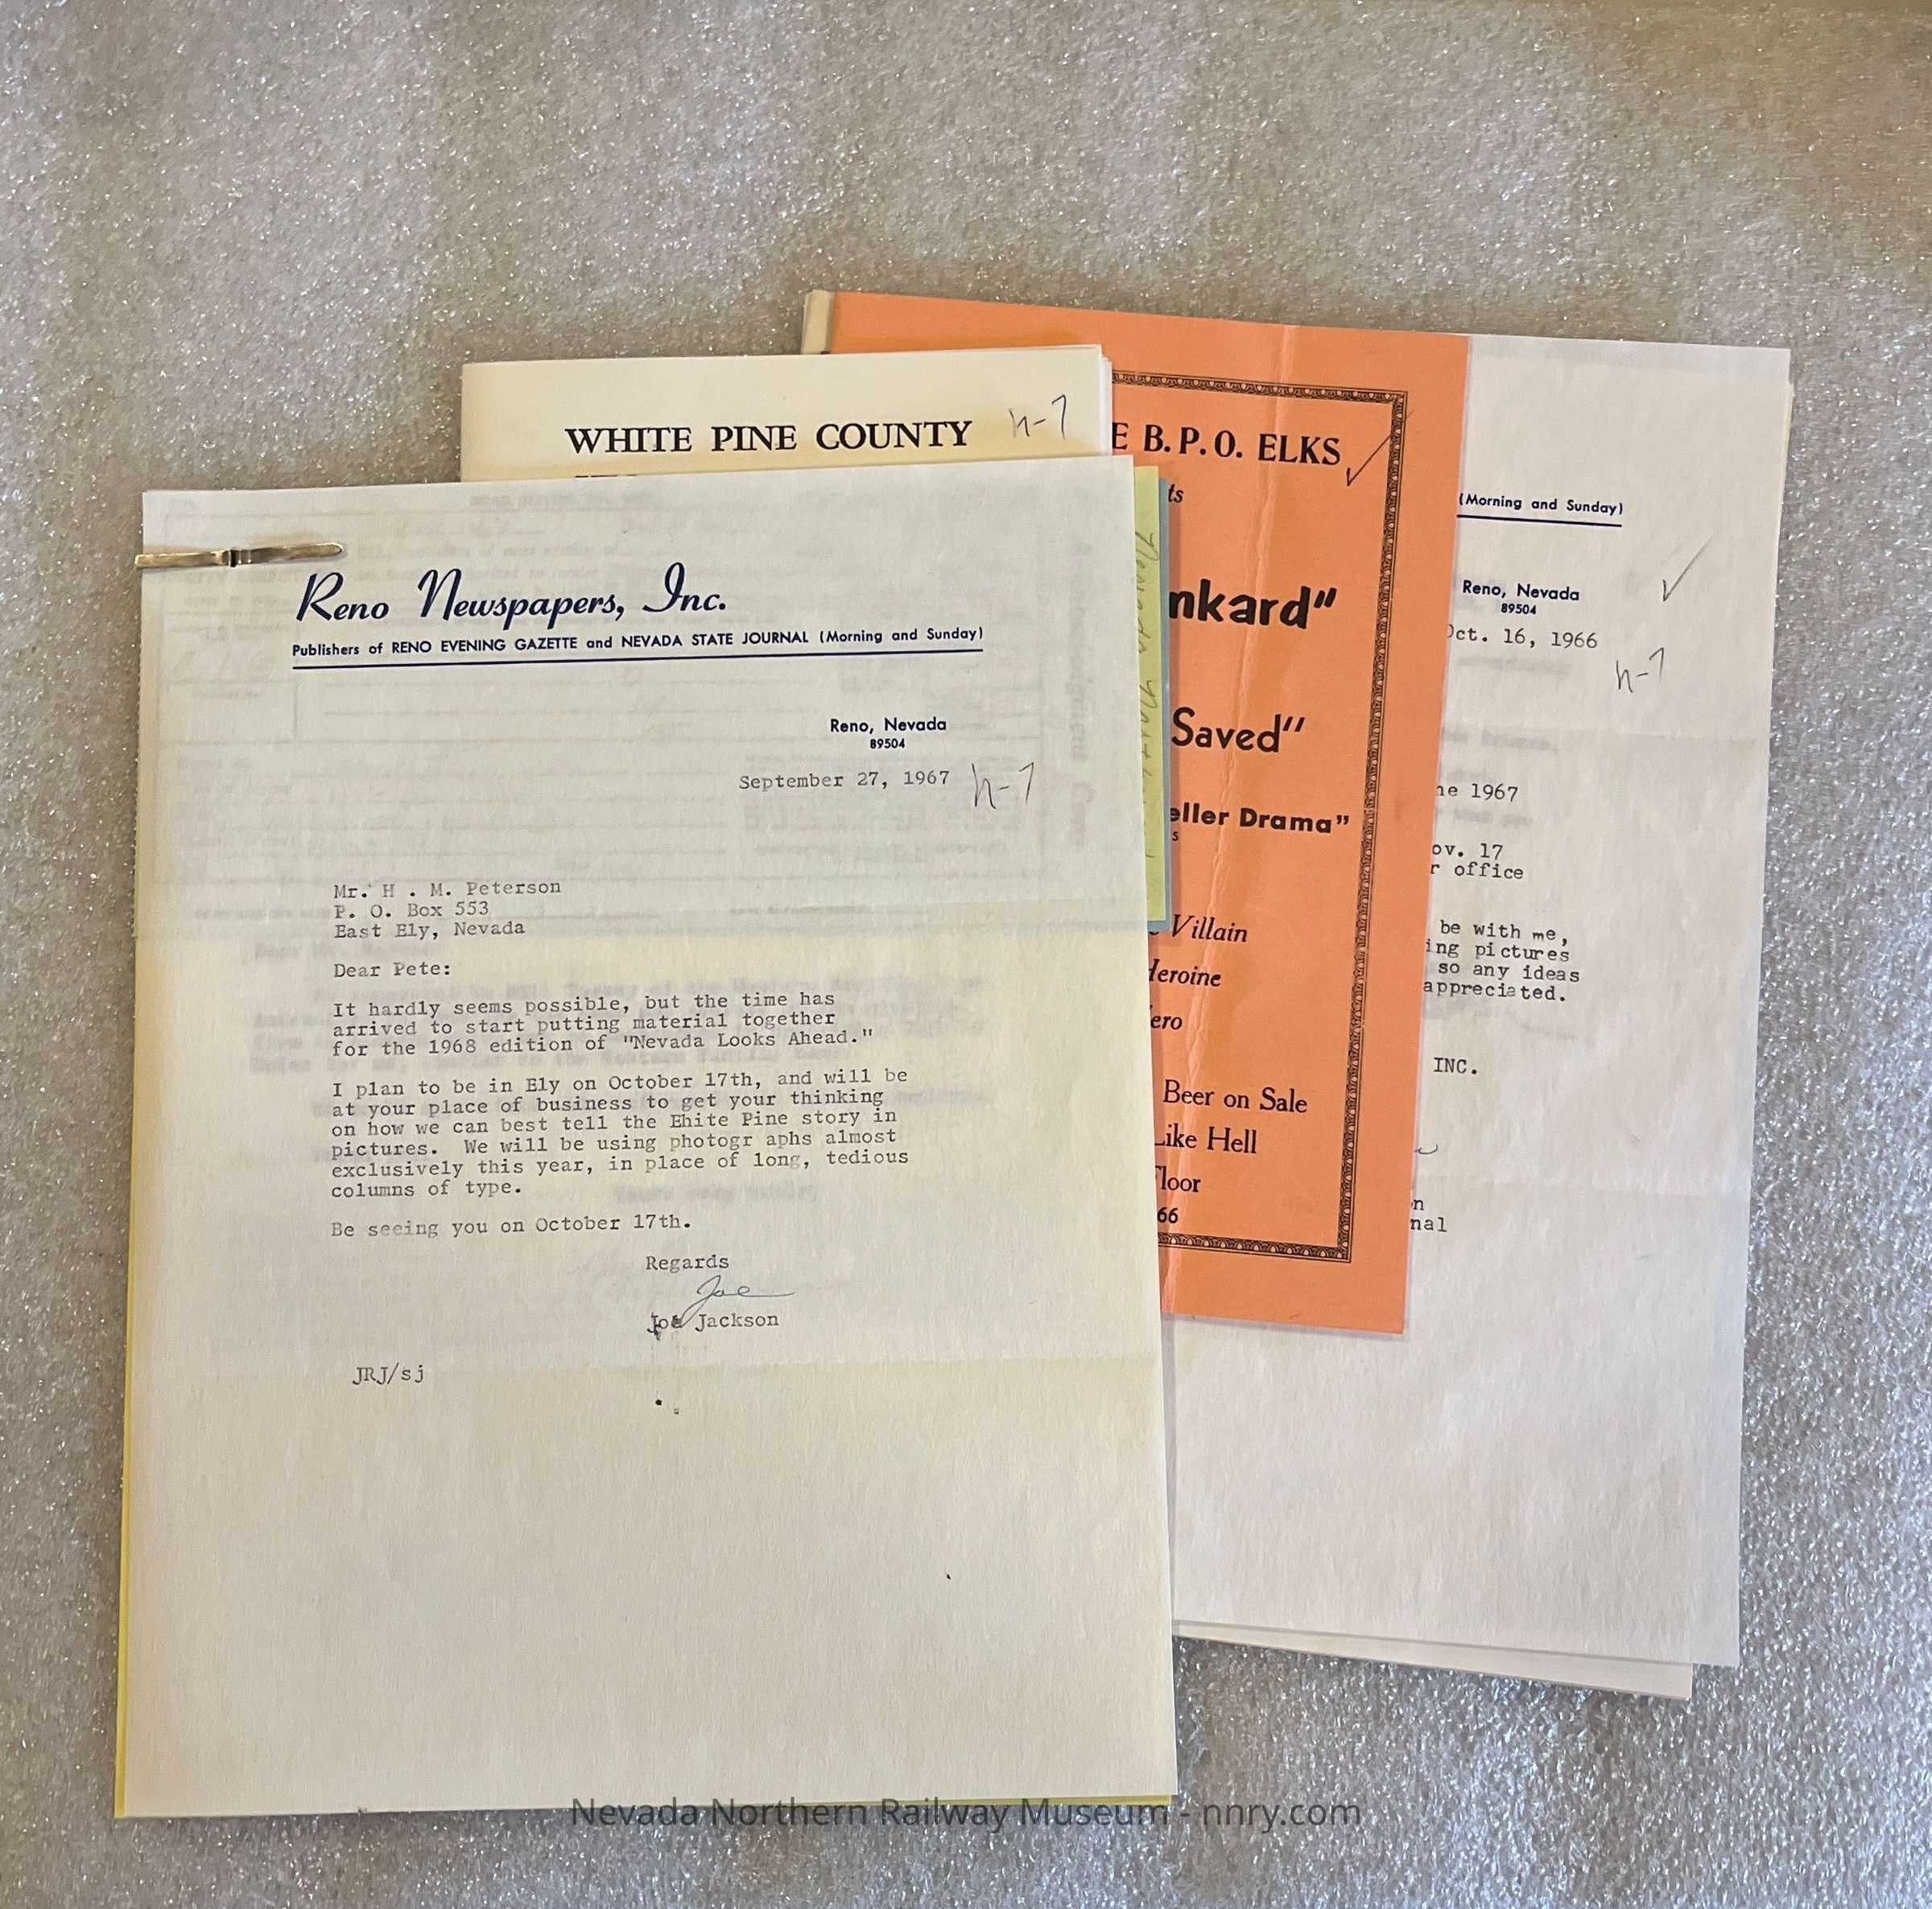 WHITE PINE COUNTY
h-7
Reno Newspapers, Inc.
Publishers of RENO EVENING GAZETTE and NEVADA STATE JOURNAL (Morning and Sunday)
Reno, Nevada
89504
September 27, 1967
h-7
Mr. H . M. Peterson
P. O. Box 553
East Ely, Nevada
Dear Pete:
It hardly seems possible, but the time has
arrived to start putting material together
for the 1968 edition of "Nevada Looks Ahead."
I plan to be in Ely on October 17th, and will be
at your place of business to get your thinking
on how we can best tell the Ehite Pine story in
pictures. We will be using photogr aphs almost
exclusively this year, in place of long, tedious
columns of type.
Be seeing you on October 17th.
Regards
Joe
Joe Jackson
JRJ/sj
E B.P.O. ELKS
ts
nkard"
Saved"
eller Drama"
s
Villain
Heroine
ero
Beer on Sale
Like Hell
Floor
66
(Morning and Sunday)
Reno, Nevada
89504
Oct. 16, 1966
h-7
ne 1967
ov. 17
r office
be with me,
ing pictures
so any ideas
appreciated.
INC.
n
nal
Nevada Northern Railway Museum - nnry.com